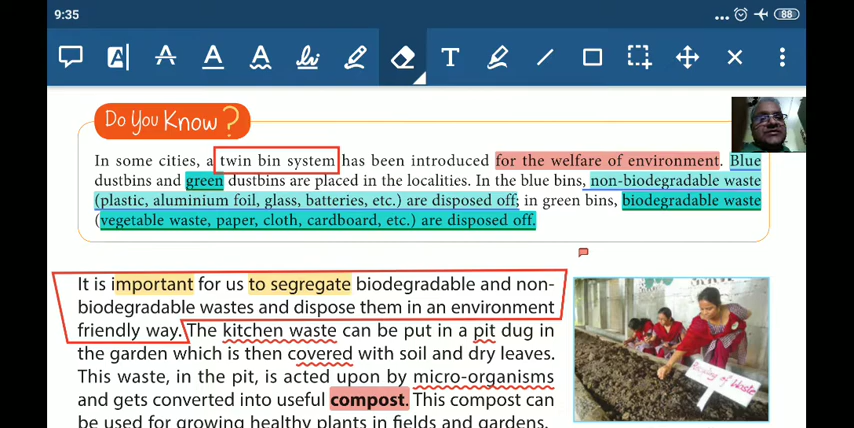 9:35
88
Do You Know?
In some cities, a twin bin system has been introduced for the welfare of environment. Blue
dustbins and green dustbins are placed in the localities. In the blue bins, non-biodegradable waste
(plastic, aluminium foil, glass, batteries, etc.) are disposed off; in green bins, biodegradable waste
(vegetable waste, paper, cloth, cardboard, etc.) are disposed off.
It is important for us to segregate biodegradable and non-
biodegradable wastes and dispose them in an environment
friendly way. The kitchen waste can be put in a pit dug in
the garden which is then covered with soil and dry leaves.
This waste, in the pit, is acted upon by micro-organisms
and gets converted into useful compost. This compost can
be used for growing healthy plants in fields and gardens.
of Waste